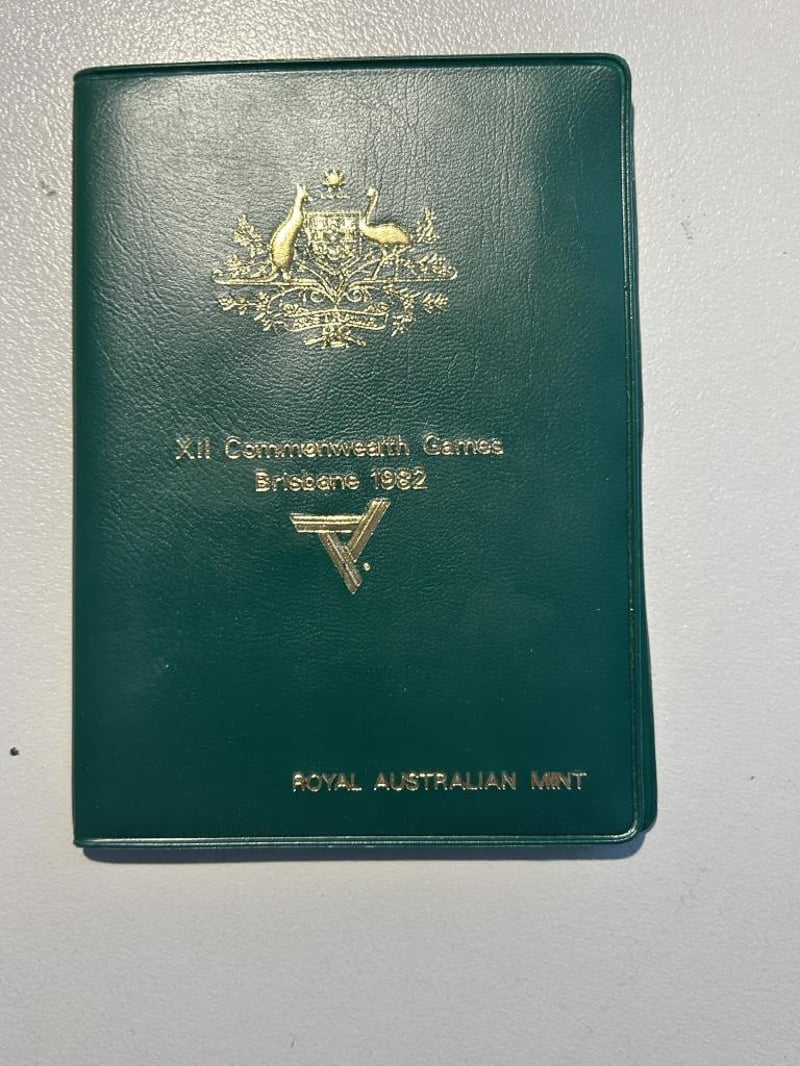 XII Commonwealth Games
Brisbane 1982
ROYAL AUSTRALIAN MINT